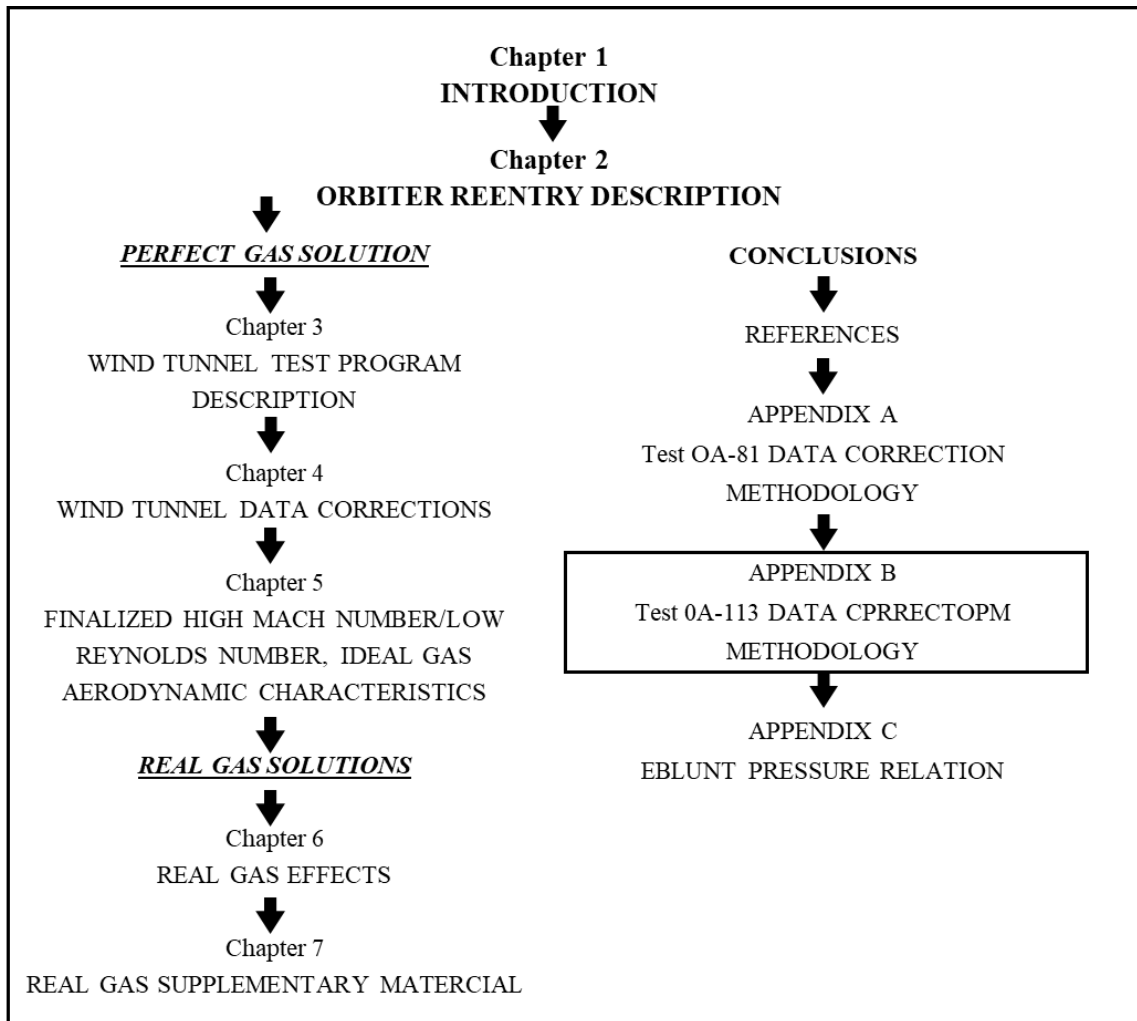 Chapter 1
INTRODUCTION
Chapter 2
ORBITER REENTRY DESCRIPTION
PERFECT GAS SOLUTION
Chapter 3
WIND TUNNEL TEST PROGRAM
DESCRIPTION
Chapter 4
WIND TUNNEL DATA CORRECTIONS
Chapter 5
FINALIZED HIGH MACH NUMBER/LOW
REYNOLDS NUMBER, IDEAL GAS
AERODYNAMIC CHARACTERISTICS
REAL GAS SOLUTIONS
Chapter 6
REAL GAS EFFECTS
Chapter 7
REAL GAS SUPPLEMENTARY MATERCIAL
CONCLUSIONS
REFERENCES
APPENDIX A
Test OA-81 DATA CORRECTION
METHODOLOGY
APPENDIX B
Test 0A-113 DATA CPRRECTOPM
METHODOLOGY
APPENDIX C
EBLUNT PRESSURE RELATION